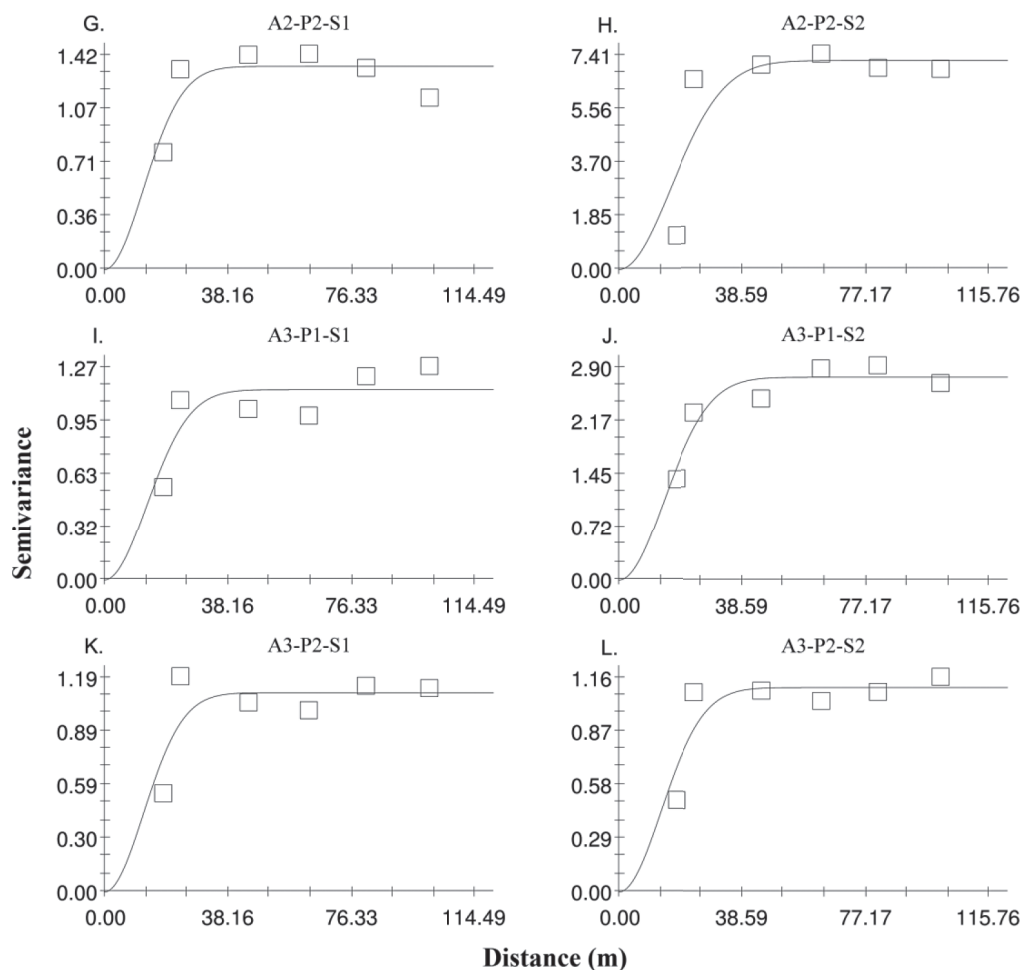 G. A2-P2-S1
1.42
1.07
0.71
0.36
0.00
0.00 38.16 76.33 114.49
H. A2-P2-S2
7.41
5.56
3.70
1.85
0.00
0.00 38.59 77.17 115.76
I. A3-P1-S1
1.27
0.95
0.63
0.32
0.00
0.00 38.16 76.33 114.49
J. A3-P1-S2
2.90
2.17
1.45
0.72
0.00
0.00 38.59 77.17 115.76
K. A3-P2-S1
1.19
0.89
0.59
0.30
0.00
0.00 38.16 76.33 114.49
L. A3-P2-S2
1.16
0.87
0.58
0.29
0.00
0.00 38.59 77.17 115.76
Semivariance
Distance (m)